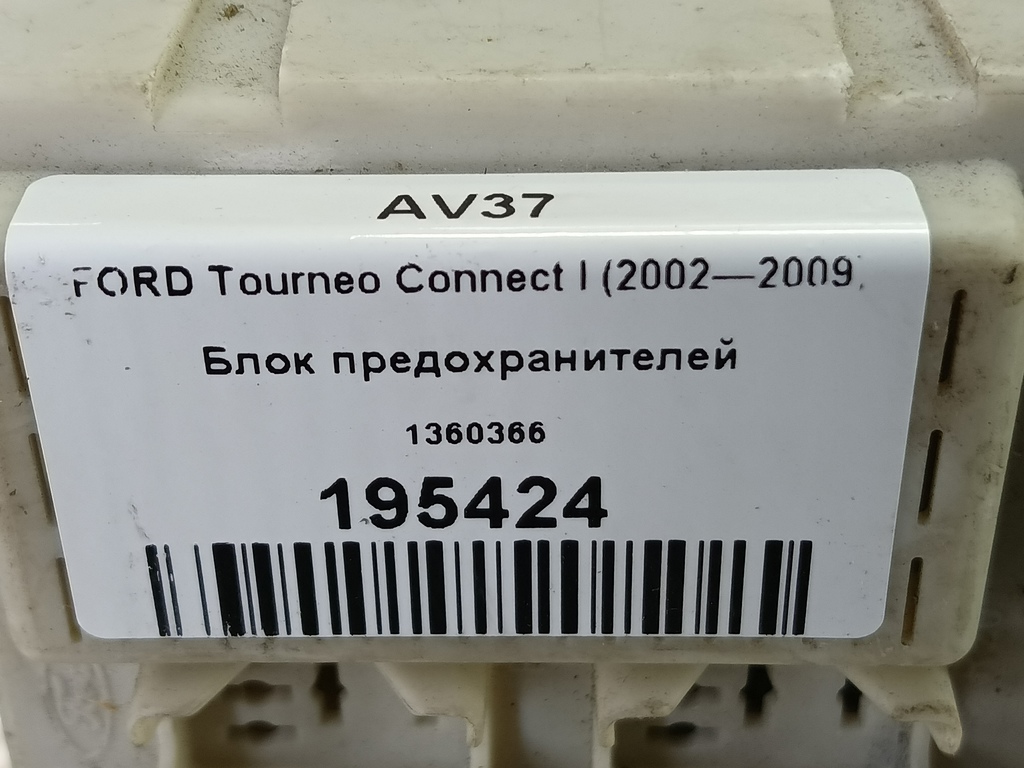 AV37
FORD Tourneo Connect I (2002—2009)
Блок предохранителей
1360366
195424